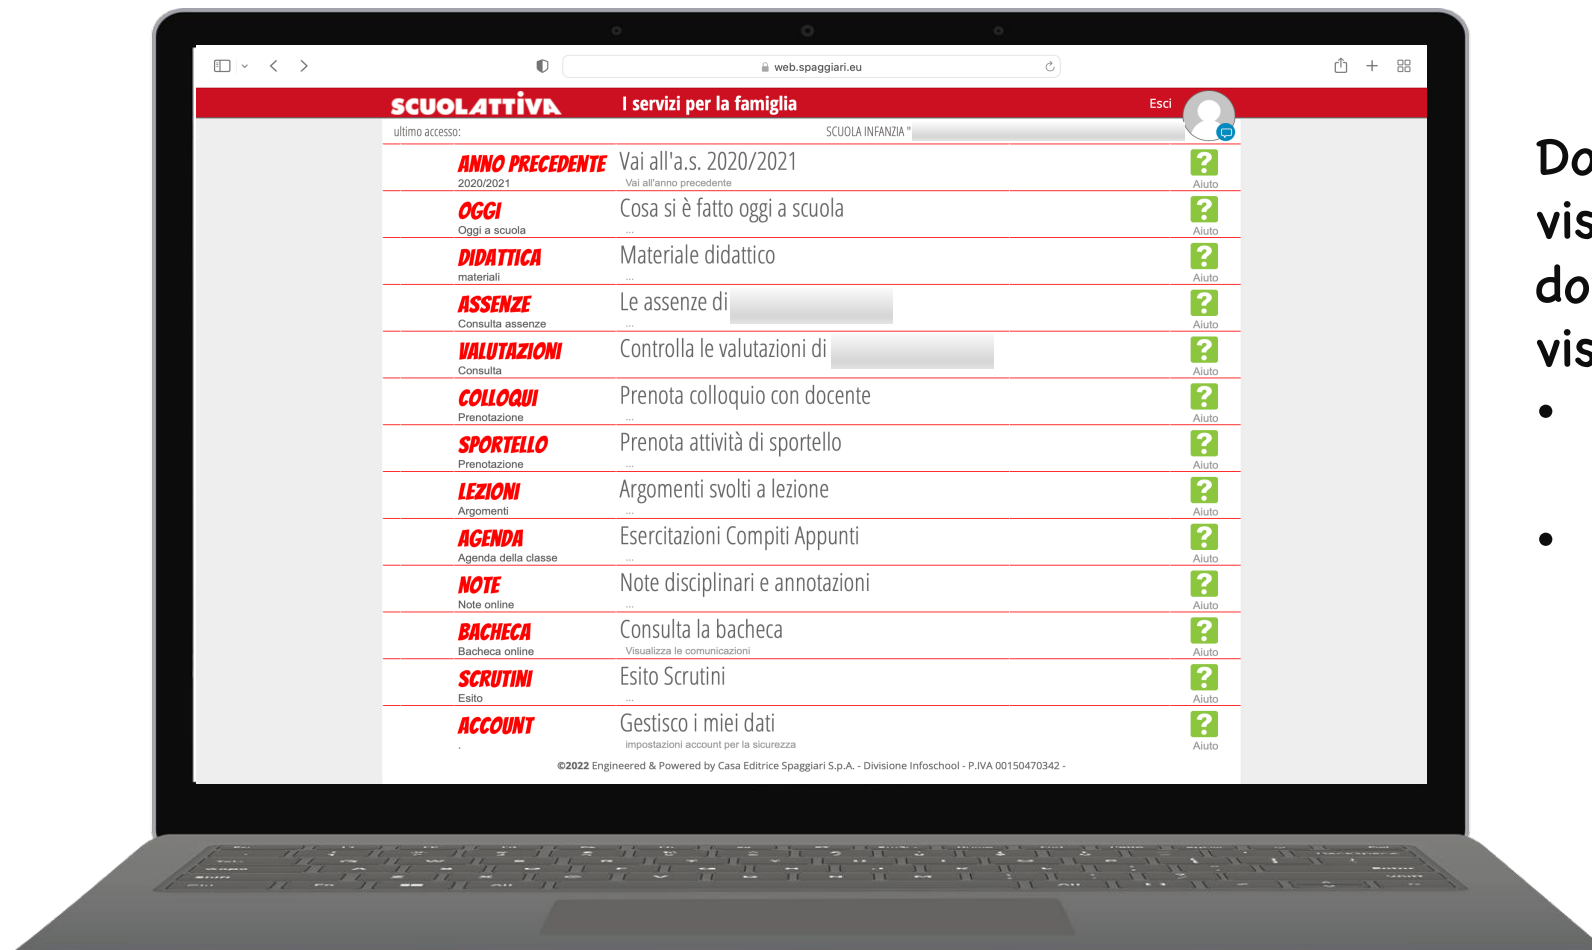 web.spaggiari.eu
SCUOLATTIVA I servizi per la famiglia Esci
ultimo accesso: SCUOLA INFANZIA "
ANNO PRECEDENTE Vai all'a.s. 2020/2021
2020/2021 Vai all'anno precedente Aiuto
OGGI Cosa si è fatto oggi a scuola
Oggi a scuola ... Aiuto
DIDATTICA Materiale didattico
materiali ... Aiuto
ASSENZE Le assenze di
Consulta assenze ... Aiuto
VALUTAZIONI Controlla le valutazioni di
Consulta Aiuto
COLLOQUI Prenota colloquio con docente
Prenotazione ... Aiuto
SPORTELLO Prenota attività di sportello
Prenotazione ... Aiuto
LEZIONI Argomenti svolti a lezione
Argomenti ... Aiuto
AGENDA Esercitazioni Compiti Appunti
Agenda della classe ... Aiuto
NOTE Note disciplinari e annotazioni
Note online ... Aiuto
BACHECA Consulta la bacheca
Bacheca online Visualizza le comunicazioni Aiuto
SCRUTINI Esito Scrutini
Esito ... Aiuto
ACCOUNT Gestisco i miei dati
. impostazioni account per la sicurezza Aiuto
©2022 Engineered & Powered by Casa Editrice Spaggiari S.p.A. - Divisione Infoschool - P.IVA 00150470342 -
Do
vis
do
vis
•
•